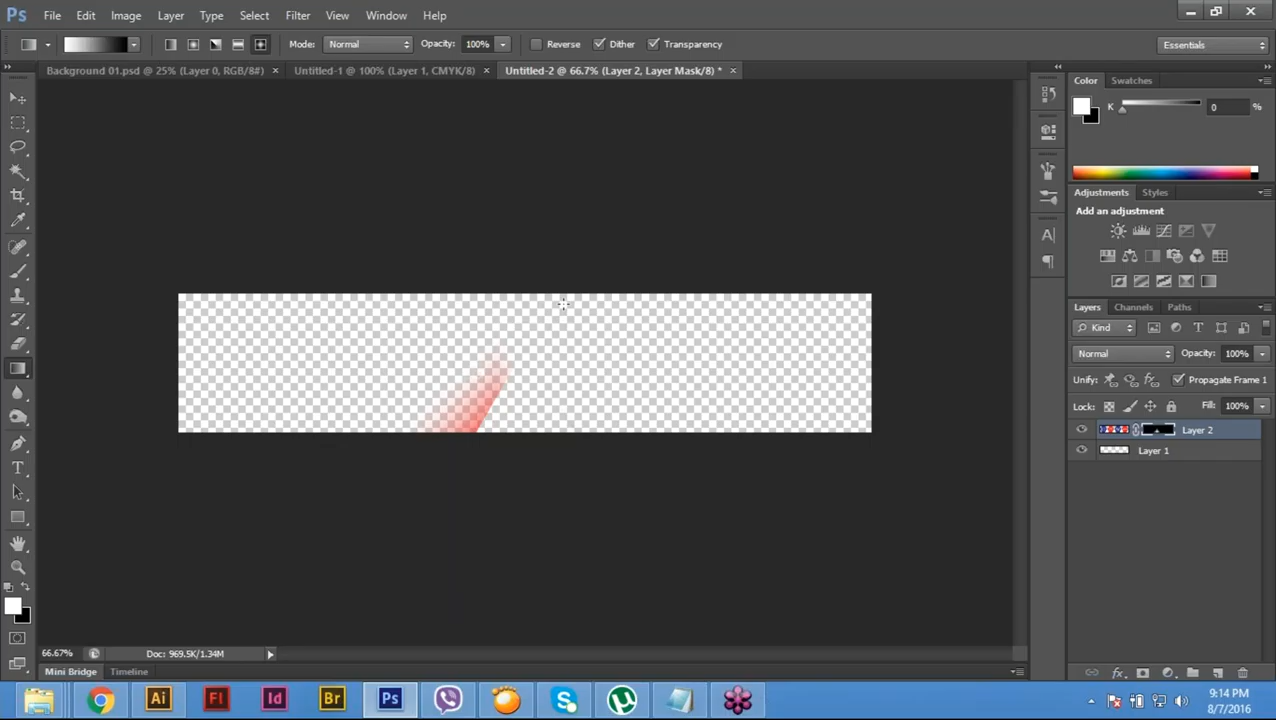 Ps File Edit Image Layer Type Select Filter View Window Help
Mode: Normal Opacity: 100% Reverse Dither Transparency Essentials
Background 01.psd @ 25% (Layer 0, RGB/8#) × Untitled-1 @ 100% (Layer 1, CMYK/8) × Untitled-2 @ 66.7% (Layer 2, Layer Mask/8) * ×
Color Swatches
K 0 %
Adjustments Styles
Add an adjustment
Layers Channels Paths
Kind
Normal Opacity: 100%
Unify: Propagate Frame 1
Lock: Fill: 100%
Layer 2
Layer 1
66.67% Doc: 969.5K/1.34M
Mini Bridge Timeline
Ai Fl Id Br Ps
9:14 PM
8/7/2016